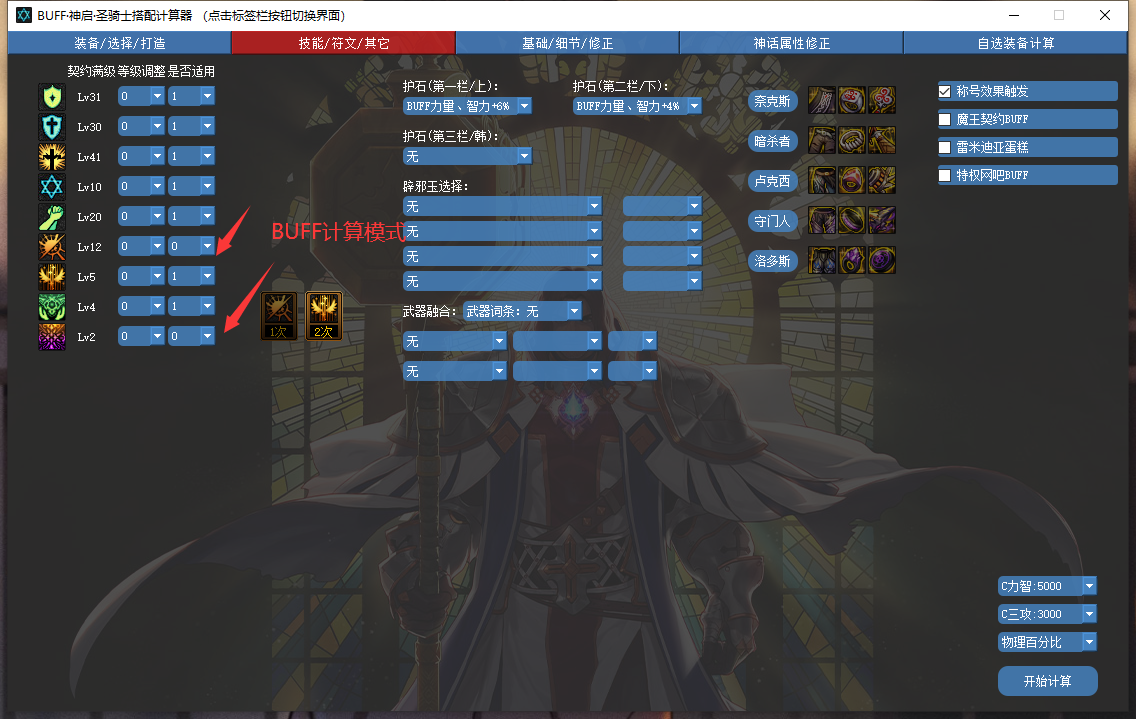 BUFF·神启·圣骑士搭配计算器 (点击标签栏按钮切换界面)
装备/选择/打造 技能/符文/其它 基础/细节/修正 神话属性修正 自选装备计算
契约满级 等级调整 是否适用
Lv31 0 1
Lv30 0 1
Lv41 0 1
Lv10 0 1
Lv20 0 1
Lv12 0 0
Lv5 0 1
Lv4 0 1
Lv2 0 0
BUFF计算模式
1次 2次
护石(第一栏/上): 护石(第二栏/下):
BUFF力量、智力+6% BUFF力量、智力+4%
护石(第三栏/韩):
无
辟邪玉选择:
无
无
无
无
武器融合: 武器词条: 无
无
无
奈克斯
暗杀者
卢克西
守门人
洛多斯
称号效果触发
魔王契约BUFF
雷米迪亚蛋糕
特权网吧BUFF
C力智:5000
C三攻:3000
物理百分比
开始计算